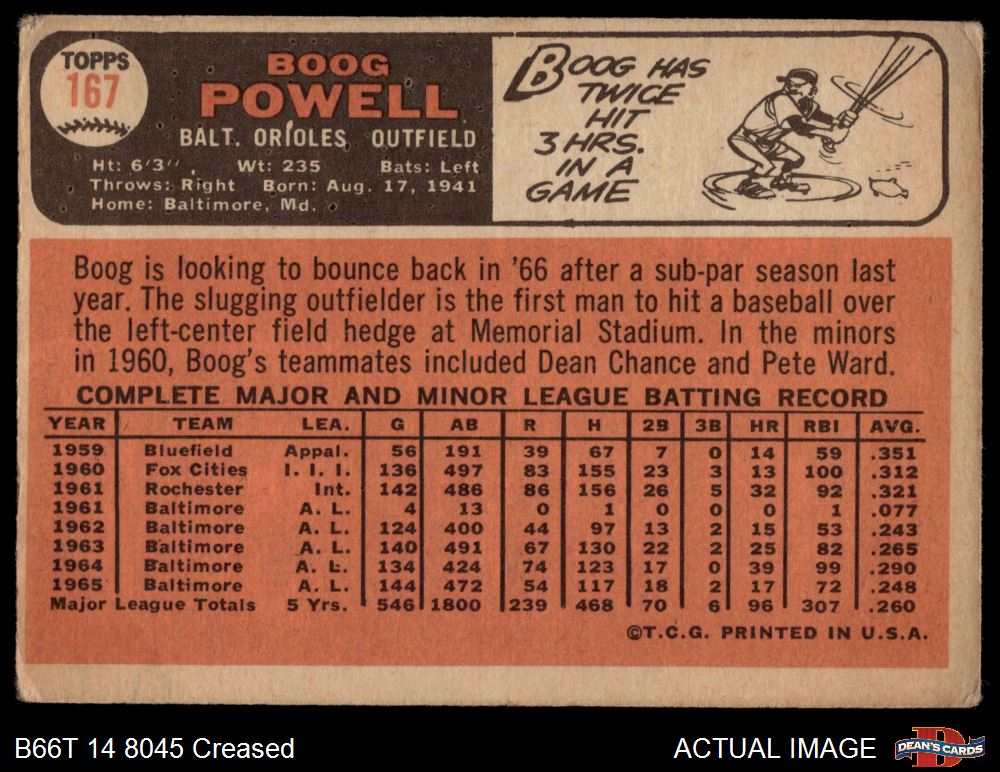 TOPPS
167
BOOG
POWELL
BALT. ORIOLES OUTFIELD
Ht: 6'3". Wt: 235 Bats: Left
Throws: Right Born: Aug. 17, 1941
Home: Baltimore, Md.
BOOG HAS
TWICE
HIT
3 HRS.
IN A
GAME
Boog is looking to bounce back in '66 after a sub-par season last
year. The slugging outfielder is the first man to hit a baseball over
the left-center field hedge at Memorial Stadium. In the minors
in 1960, Boog's teammates included Dean Chance and Pete Ward.
COMPLETE MAJOR AND MINOR LEAGUE BATTING RECORD
YEAR TEAM LEA. G AB R H 2B 3B HR RBI AVG.
1959 Bluefield Appal. 56 191 39 67 7 0 14 59 .351
1960 Fox Cities I. I. I. 136 497 83 155 23 3 13 100 .312
1961 Rochester Int. 142 486 86 156 26 5 32 92 .321
1961 Baltimore A. L. 4 13 0 1 0 0 0 1 .077
1962 Baltimore A. L. 124 400 44 97 13 2 15 53 .243
1963 Baltimore A. L. 140 491 67 130 22 2 25 82 .265
1964 Baltimore A. L. 134 424 74 123 17 0 39 99 .290
1965 Baltimore A. L. 144 472 54 117 18 2 17 72 .248
Major League Totals 5 Yrs. 546 1800 239 468 70 6 96 307 .260
©T.C.G. PRINTED IN U.S.A.
B66T 14 8045 Creased ACTUAL IMAGE
DEAN'S CARDS